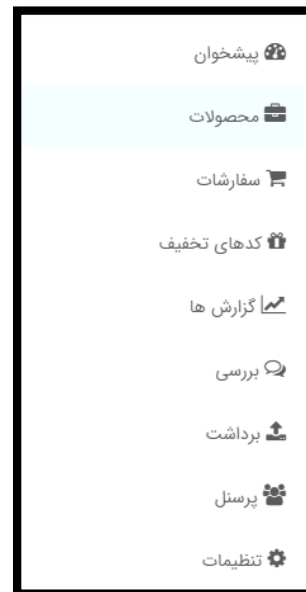 پیشخوان
محصولات
سفارشات
کدهای تخفیف
گزارش ها
بررسی
برداشت
پرسنل
تنظیمات